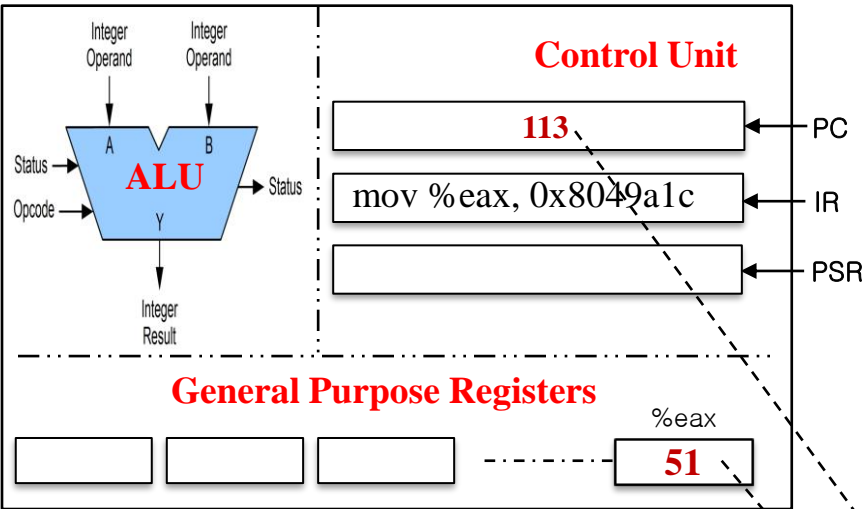 Integer
Operand
Integer
Operand
A
B
Status
ALU
Status
Opcode
Y
Integer
Result
Control Unit
113
PC
mov %eax, 0x8049a1c
IR
PSR
General Purpose Registers
%eax
51